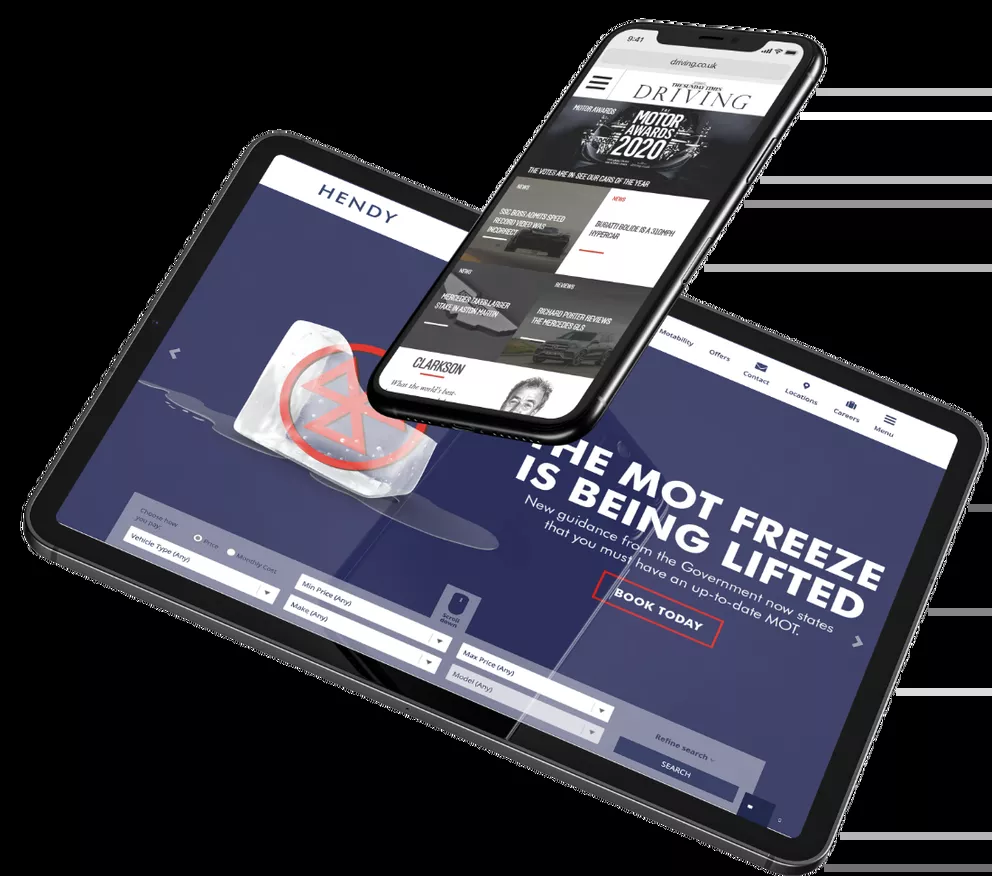 9:41
driving.co.uk
THE SUNDAY TIMES
DRIVING
MOTOR AWARDS
THE
MOTOR
AWARDS
2020
THE VOTES ARE IN: SEE OUR CARS OF THE YEAR
NEWS
SSC BOSS ADMITS SPEED
RECORD VIDEO WAS
INCORRECT
NEWS
BUGATTI BOLIDE IS A 310MPH
HYPERCAR
NEWS
MERCEDES TAKES LARGER
STAKE IN ASTON MARTIN
REVIEWS
RICHARD PORTER REVIEWS
THE MERCEDES GLS
CLARKSON
What the world's best-
HENDY
Motability
Offers
Contact
Locations
Careers
Menu
THE MOT FREEZE
IS BEING LIFTED
New guidance from the Government now states
that you must have an up-to-date MOT.
BOOK TODAY
Choose how
you pay:
Price
Monthly Cost
Vehicle Type (Any)
Min Price (Any)
Make (Any)
Scroll
down
Max Price (Any)
Model (Any)
Refine search
SEARCH